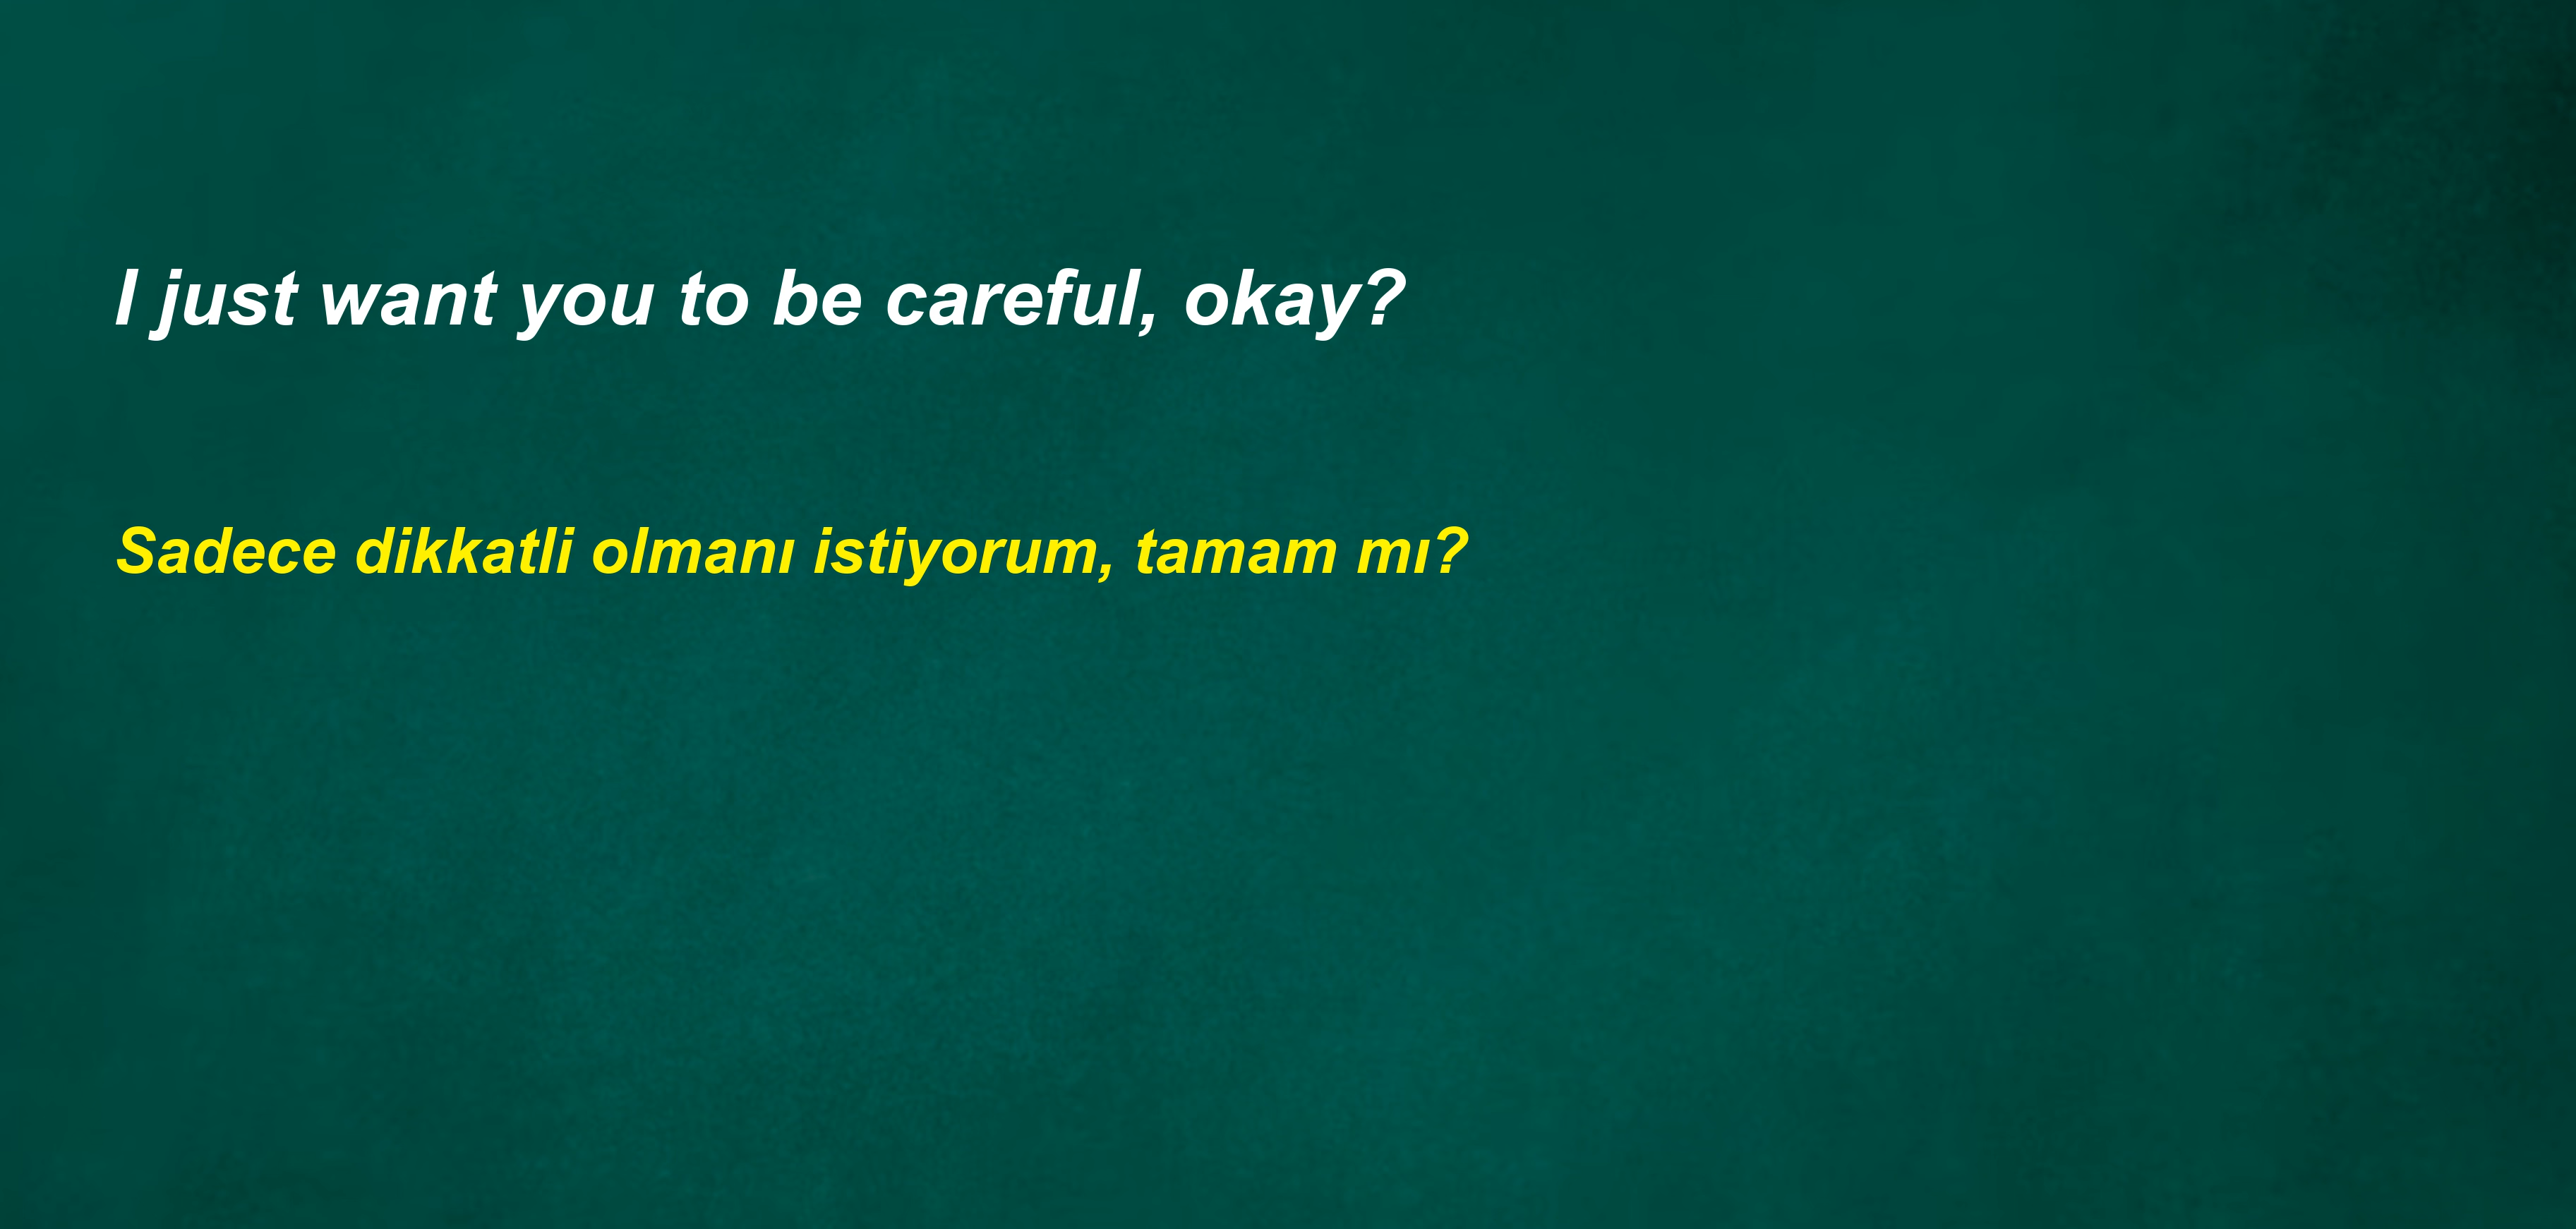 I just want you to be careful, okay?
Sadece dikkatli olmanı istiyorum, tamam mı?